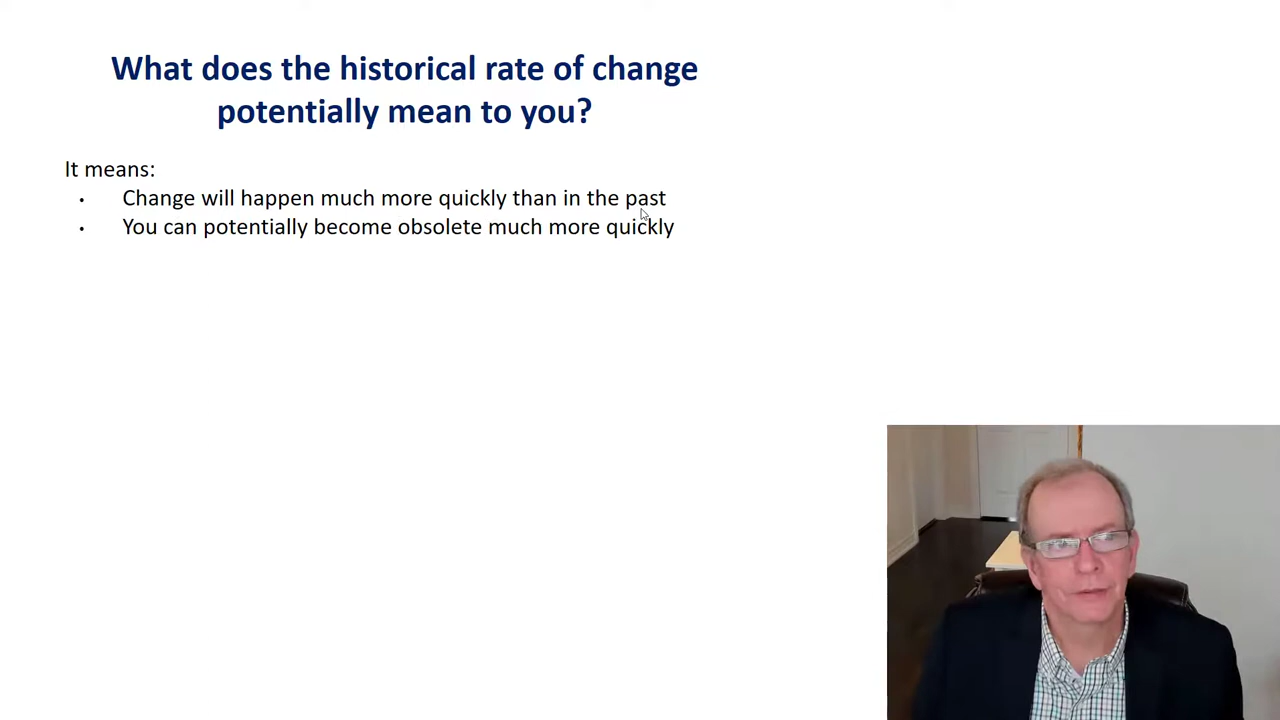 What does the historical rate of change
potentially mean to you?
It means:
• Change will happen much more quickly than in the past
• You can potentially become obsolete much more quickly